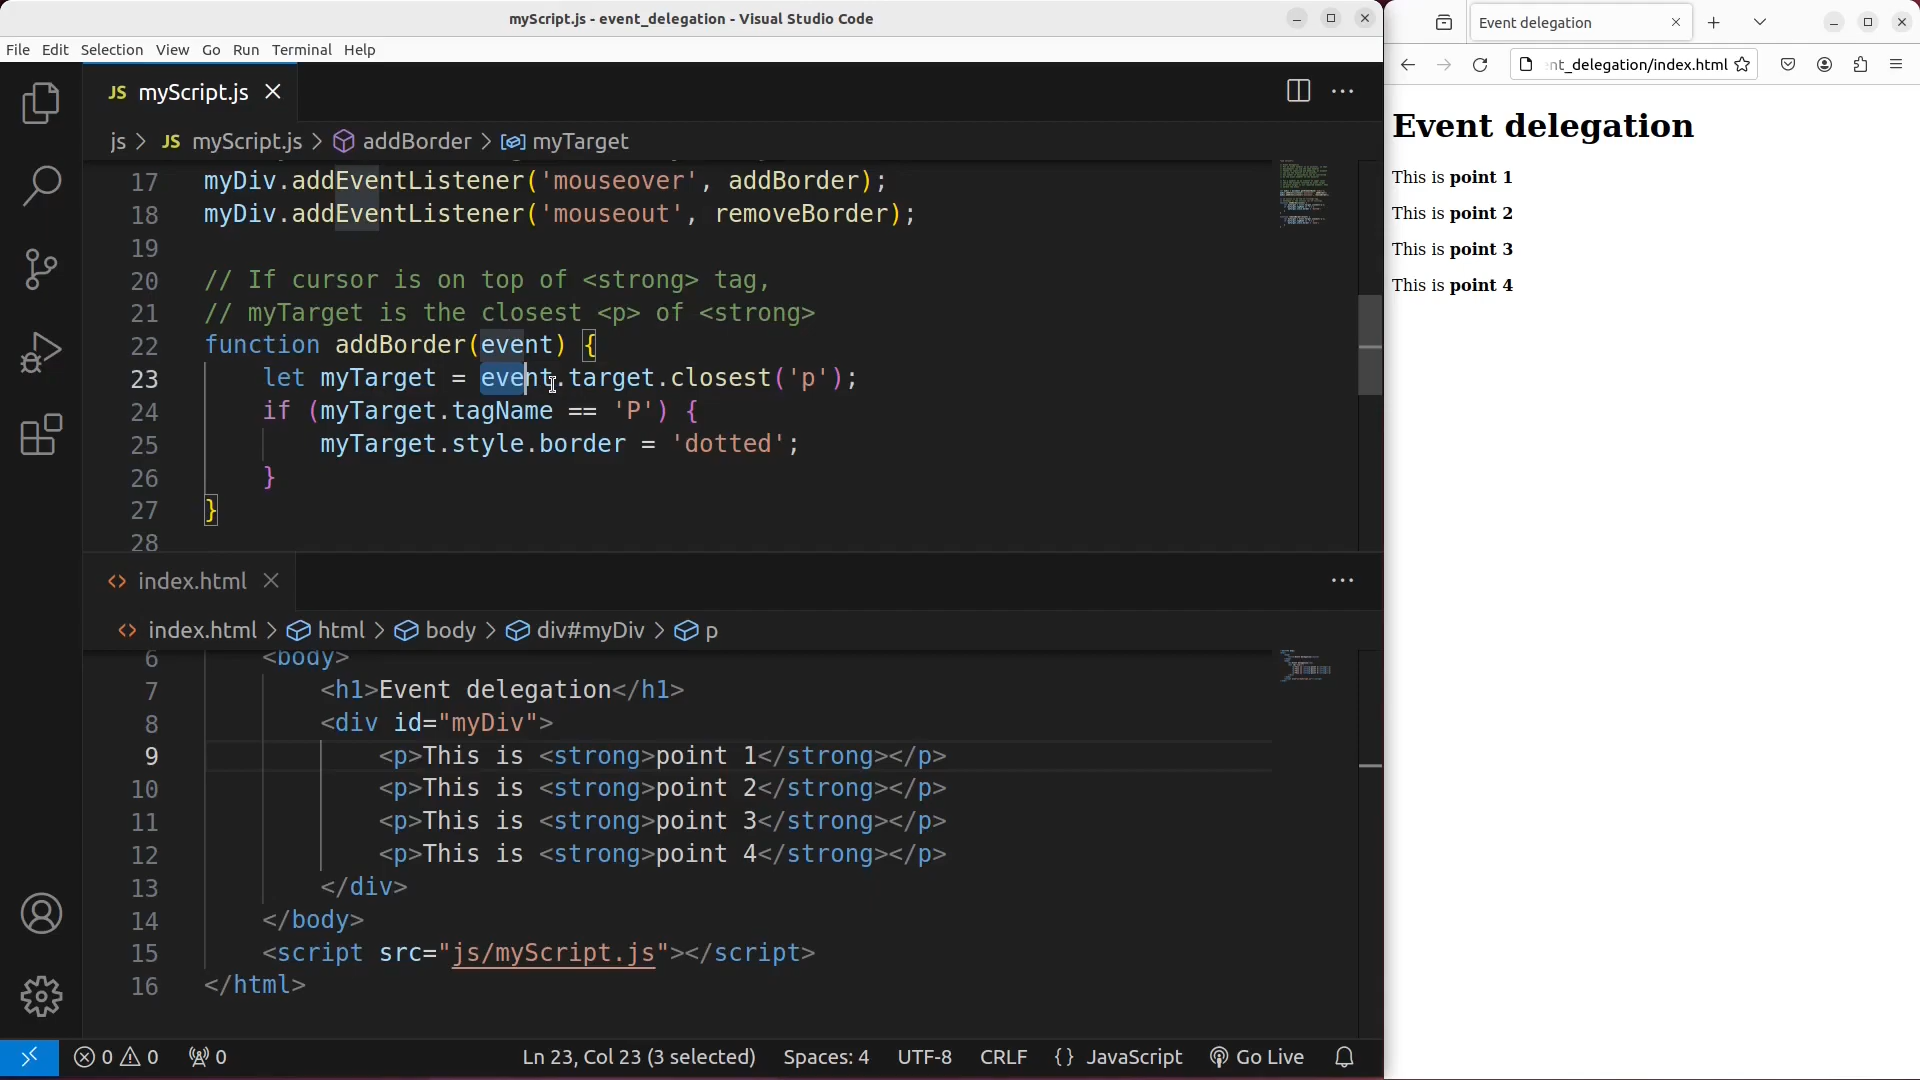 myScript.js - event_delegation - Visual Studio Code
File Edit Selection View Go Run Terminal Help
JS myScript.js
js > JS myScript.js > addBorder > myTarget
17 myDiv.addEventListener('mouseover', addBorder);
18 myDiv.addEventListener('mouseout', removeBorder);
19
20 // If cursor is on top of <strong> tag,
21 // myTarget is the closest <p> of <strong>
22 function addBorder(event) {
23 let myTarget = event.target.closest('p');
24 if (myTarget.tagName == 'P') {
25 myTarget.style.border = 'dotted';
26 }
27 }
28
<> index.html
<> index.html > html > body > div#myDiv > p
6 <body>
7 <h1>Event delegation</h1>
8 <div id="myDiv">
9 <p>This is <strong>point 1</strong></p>
10 <p>This is <strong>point 2</strong></p>
11 <p>This is <strong>point 3</strong></p>
12 <p>This is <strong>point 4</strong></p>
13 </div>
14 </body>
15 <script src="js/myScript.js"></script>
16 </html>
0 0 0 Ln 23, Col 23 (3 selected) Spaces: 4 UTF-8 CRLF {} JavaScript Go Live
Event delegation
nt_delegation/index.html
Event delegation
This is point 1
This is point 2
This is point 3
This is point 4